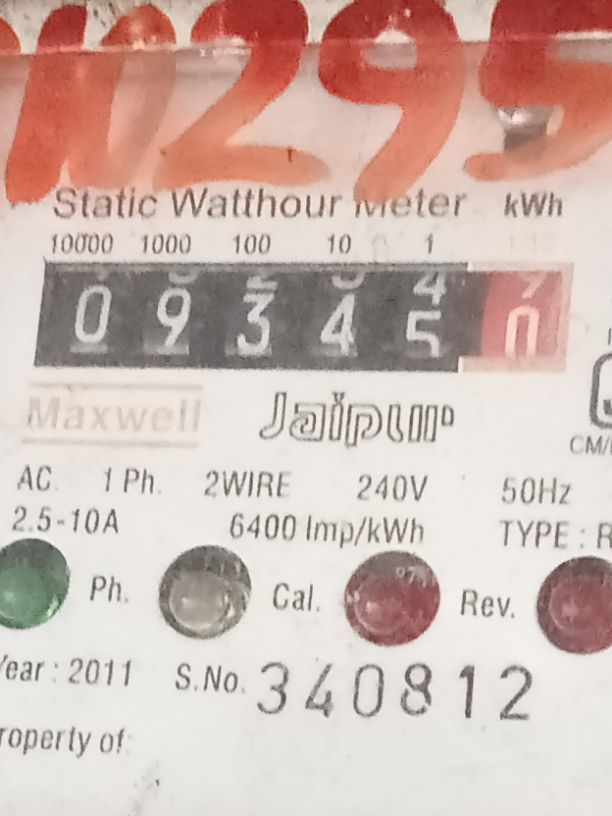 N295
Static Watthour Meter kWh
10000 1000 100 10 1
0 9 3 4 5 0
Maxwell Jaipur
AC. 1 Ph. 2WIRE 240V 50Hz
2.5-10A 6400 Imp/kWh TYPE : R
Ph. Cal. Rev.
Year : 2011 S.No. 340812
roperty of: